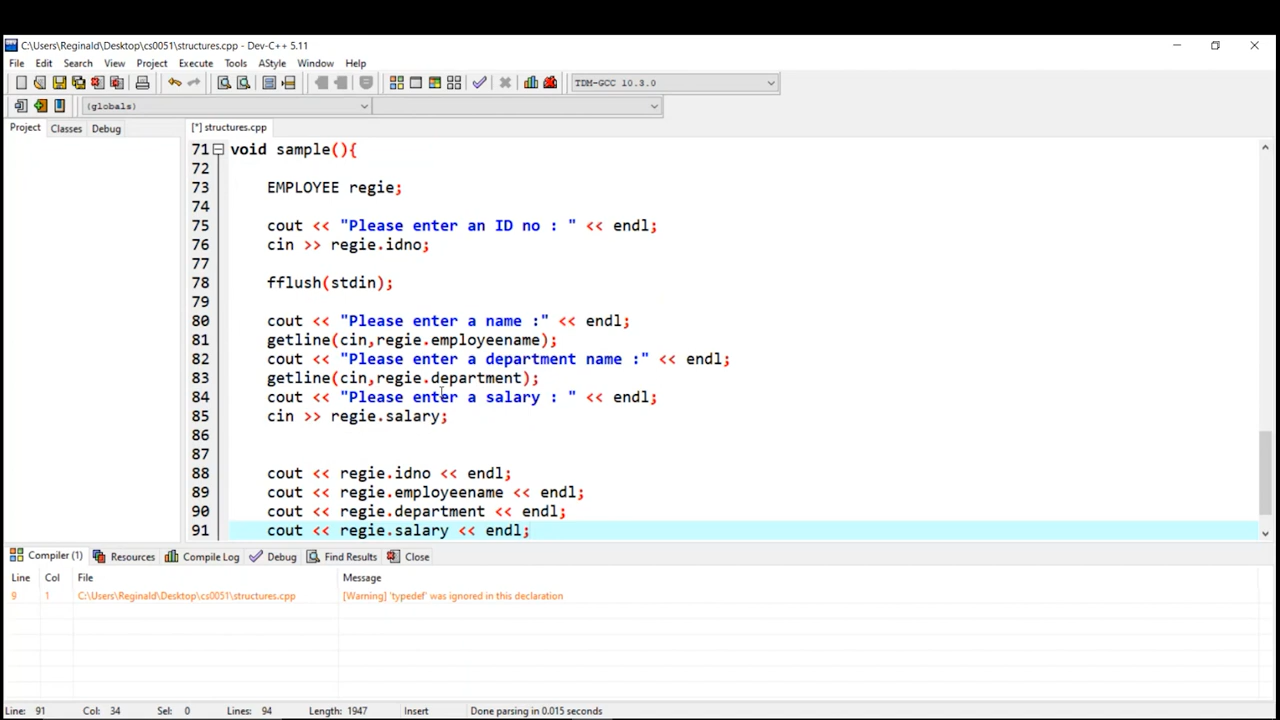 C:\Users\Reginald\Desktop\cs0051\structures.cpp - Dev-C++ 5.11
File Edit Search View Project Execute Tools AStyle Window Help
TDM-GCC 10.3.0
(globals)
Project Classes Debug [*] structures.cpp
71 void sample(){
72
73 EMPLOYEE regie;
74
75 cout << "Please enter an ID no : " << endl;
76 cin >> regie.idno;
77
78 fflush(stdin);
79
80 cout << "Please enter a name :" << endl;
81 getline(cin,regie.employeename);
82 cout << "Please enter a department name :" << endl;
83 getline(cin,regie.department);
84 cout << "Please enter a salary : " << endl;
85 cin >> regie.salary;
86
87
88 cout << regie.idno << endl;
89 cout << regie.employeename << endl;
90 cout << regie.department << endl;
91 cout << regie.salary << endl;
Compiler (1) Resources Compile Log Debug Find Results Close
Line Col File Message
9 1 C:\Users\Reginald\Desktop\cs0051\structures.cpp [Warning] 'typedef' was ignored in this declaration
Line: 91 Col: 34 Sel: 0 Lines: 94 Length: 1947 Insert Done parsing in 0.015 seconds